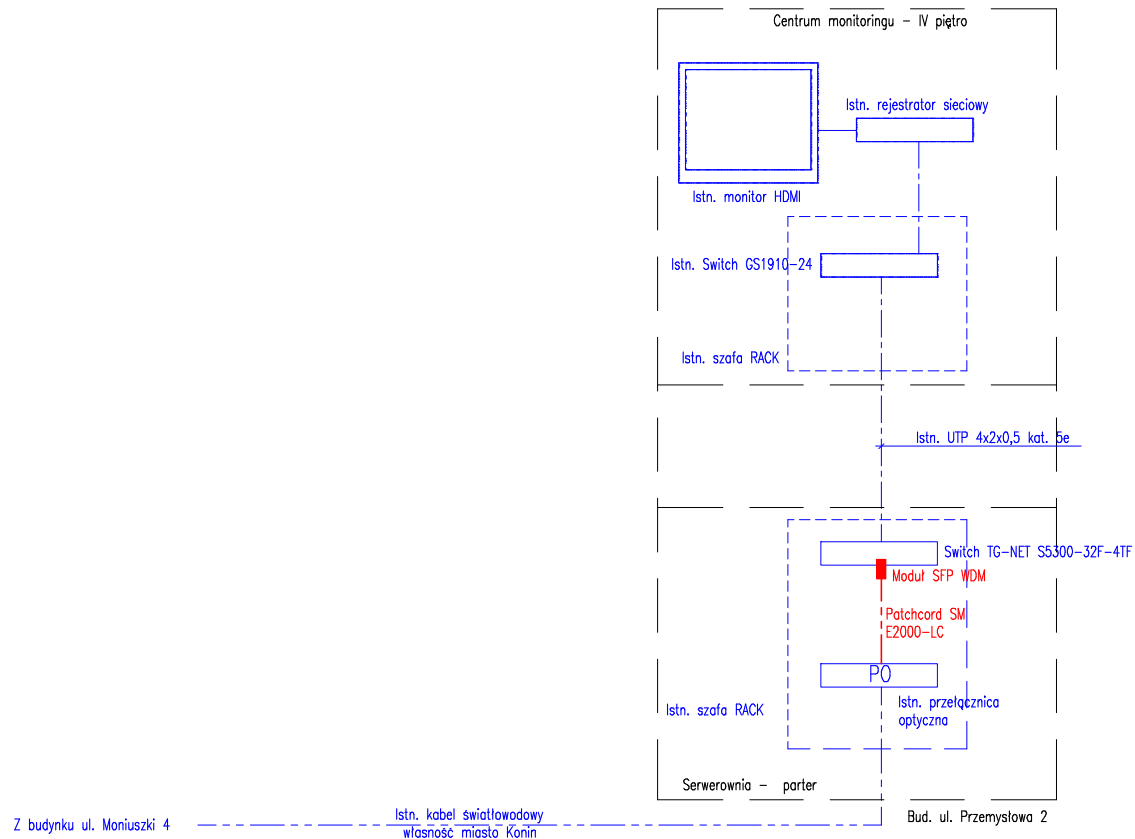 Centrum monitoringu - IV piętro
Istn. rejestrator sieciowy
Istn. monitor HDMI
Istn. Switch GS1910-24
Istn. szafa RACK
Istn. UTP 4x2x0,5 kat. 5e
Switch TG-NET S5300-32F-4TF
Moduł SFP WDM
Patchcord SM
E2000-LC
PO
Istn. przełącznica
optyczna
Istn. szafa RACK
Serwerownia - parter
Bud. ul. Przemysłowa 2
Z budynku ul. Moniuszki 4
Istn. kabel światłowodowy
własność miasto Konin